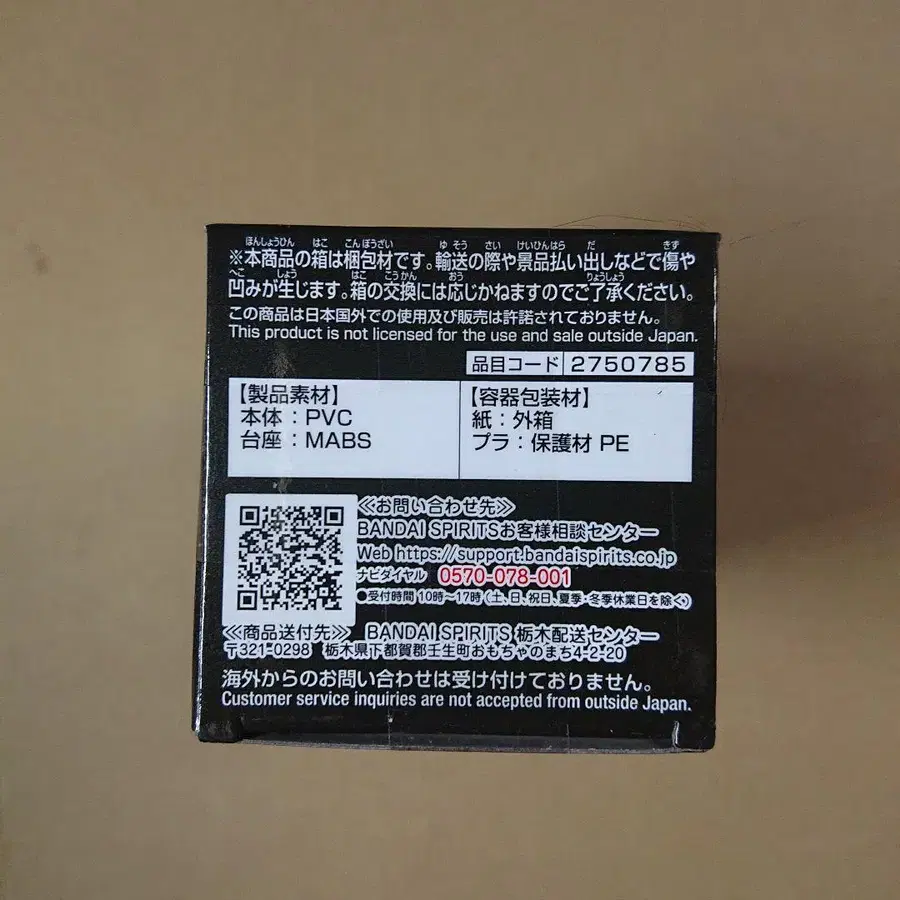 ※本商品の箱は梱包材です。輸送の際や景品払い出しなどで傷や
凹みが生じます。箱の交換には応じかねますのでご了承ください。
この商品は日本国外での使用及び販売は許諾されておりません。
This product is not licensed for the use and sale outside Japan.
品目コード 2750785
【製品素材】
本体：PVC
台座：MABS
【容器包装材】
紙：外箱
プラ：保護材 PE
≪お問い合わせ先≫
BANDAI SPIRITSお客様相談センター
Web https://support.bandaispirits.co.jp
ナビダイヤル 0570-078-001
●受付時間 10時～17時 (土、日、祝日、夏季・冬季休業日を除く)
≪商品送付先≫ BANDAI SPIRITS 栃木配送センター
〒321-0298 栃木県下都賀郡壬生町おもちゃのまち4-2-20
海外からのお問い合わせは受け付けておりません。
Customer service inquiries are not accepted from outside Japan.